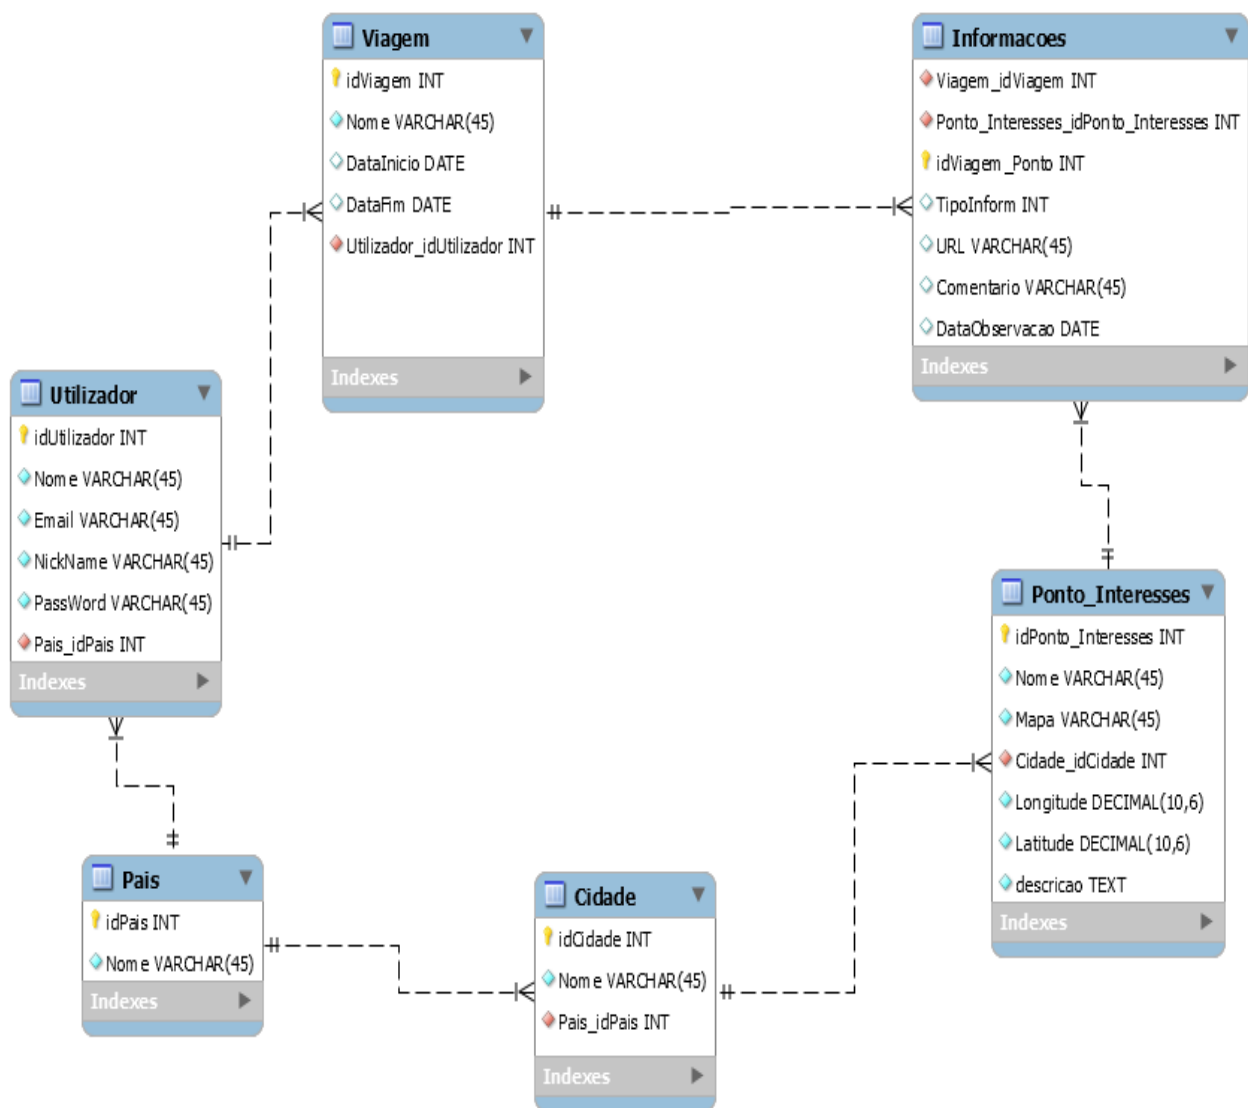 Viagem
idViagem INT
Nome VARCHAR(45)
DataInicio DATE
DataFim DATE
Utilizador_idUtilizador INT
Indexes
Informacoes
Viagem_idViagem INT
Ponto_Interesses_idPonto_Interesses INT
idViagem_Ponto INT
TipoInform INT
URL VARCHAR(45)
Comentario VARCHAR(45)
DataObservacao DATE
Indexes
Utilizador
idUtilizador INT
Nome VARCHAR(45)
Email VARCHAR(45)
NickName VARCHAR(45)
PassWord VARCHAR(45)
Pais_idPais INT
Indexes
Ponto_Interesses
idPonto_Interesses INT
Nome VARCHAR(45)
Mapa VARCHAR(45)
Cidade_idCidade INT
Longitude DECIMAL(10,6)
Latitude DECIMAL(10,6)
descricao TEXT
Indexes
Pais
idPais INT
Nome VARCHAR(45)
Indexes
Cidade
idCidade INT
Nome VARCHAR(45)
Pais_idPais INT
Indexes